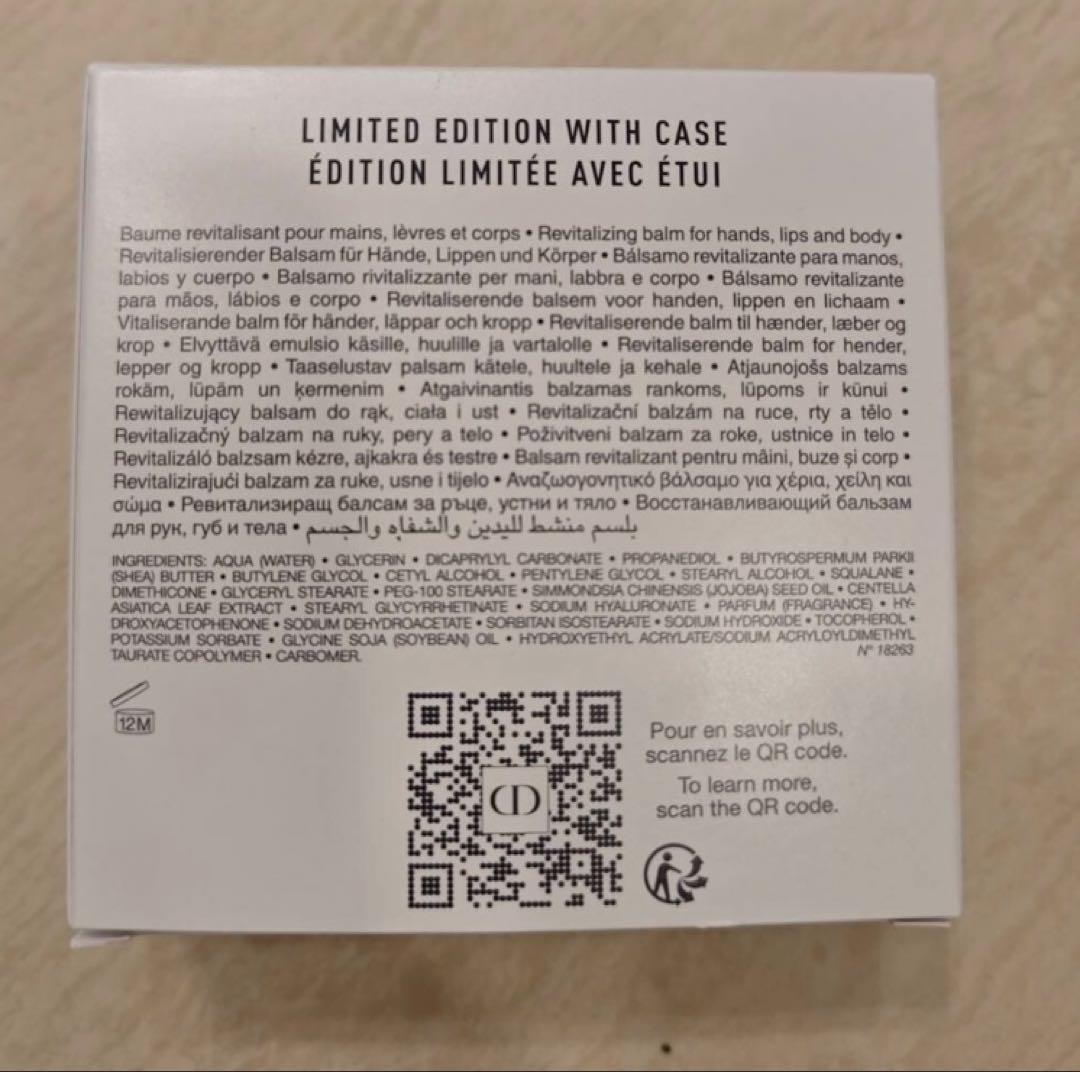 LIMITED EDITION WITH CASE
ÉDITION LIMITÉE AVEC ÉTUI
Baume revitalisant pour mains, lèvres et corps • Revitalizing balm for hands, lips and body •
Revitalisierender Balsam für Hände, Lippen und Körper • Bálsamo revitalizante para manos,
labios y cuerpo • Balsamo rivitalizzante per mani, labbra e corpo • Bálsamo revitalizante
para mãos, lábios e corpo • Revitaliserende balsem voor handen, lippen en lichaam •
Vitaliserande balm för händer, läppar och kropp • Revitaliserende balm til hænder, læber og
krop • Elvyttävä emulsio käsille, huulille ja vartalolle • Revitaliserende balm for hender,
lepper og kropp • Taaselustav palsam kätele, huultele ja kehale • Atjaunojošs balzams
rokām, lūpām un ķermenim • Atgaivinantis balzamas rankoms, lūpoms ir kūnui •
Rewitalizujący balsam do rąk, ciała i ust • Revitalizační balzám na ruce, rty a tělo •
Revitalizačný balzam na ruky, pery a telo • Poživitveni balzam za roke, ustnice in telo •
Revitalizáló balzsam kézre, ajkakra és testre • Balsam revitalizant pentru mâini, buze și corp •
Revitalizirajući balzam za ruke, usne i tijelo • Αναζωογονητικό βάλσαμο για χέρια, χείλη και
σώμα • Ревитализиращ балсам за ръце, устни и тяло • Восстанавливающий бальзам
для рук, губ и тела • بلسم منشط لليدين والشفاه والجسم
INGREDIENTS: AQUA (WATER) • GLYCERIN • DICAPRYLYL CARBONATE • PROPANEDIOL • BUTYROSPERMUM PARKII
(SHEA) BUTTER • BUTYLENE GLYCOL • CETYL ALCOHOL • PENTYLENE GLYCOL • STEARYL ALCOHOL • SQUALANE •
DIMETHICONE • GLYCERYL STEARATE • PEG-100 STEARATE • SIMMONDSIA CHINENSIS (JOJOBA) SEED OIL • CENTELLA
ASIATICA LEAF EXTRACT • STEARYL GLYCYRRHETINATE • SODIUM HYALURONATE • PARFUM (FRAGRANCE) • HY-
DROXYACETOPHENONE • SODIUM DEHYDROACETATE • SORBITAN ISOSTEARATE • SODIUM HYDROXIDE • TOCOPHEROL •
POTASSIUM SORBATE • GLYCINE SOJA (SOYBEAN) OIL • HYDROXYETHYL ACRYLATE/SODIUM ACRYLOYLDIMETHYL
TAURATE COPOLYMER • CARBOMER.
N° 18263
12M
CD
Pour en savoir plus,
scannez le QR code.
To learn more,
scan the QR code.